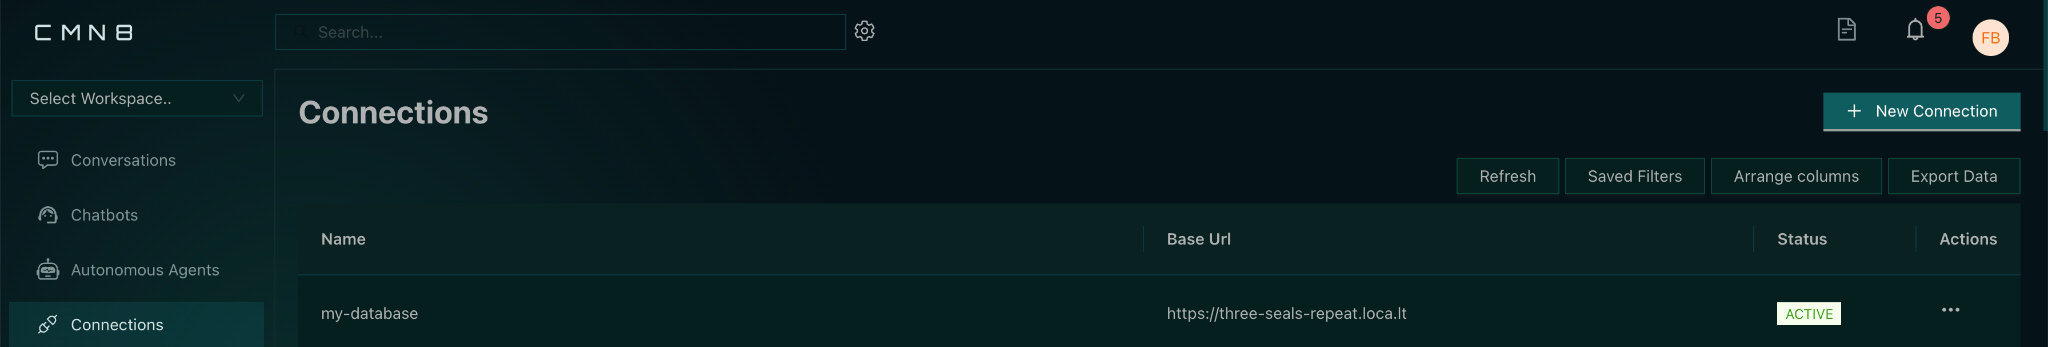 CMN8
Search...
5
FB
Select Workspace..
Connections
New Connection
Conversations
Refresh
Saved Filters
Arrange columns
Export Data
Chatbots
Name
Base Url
Status
Actions
Autonomous Agents
Connections
my-database
https://three-seals-repeat.loca.lt
ACTIVE